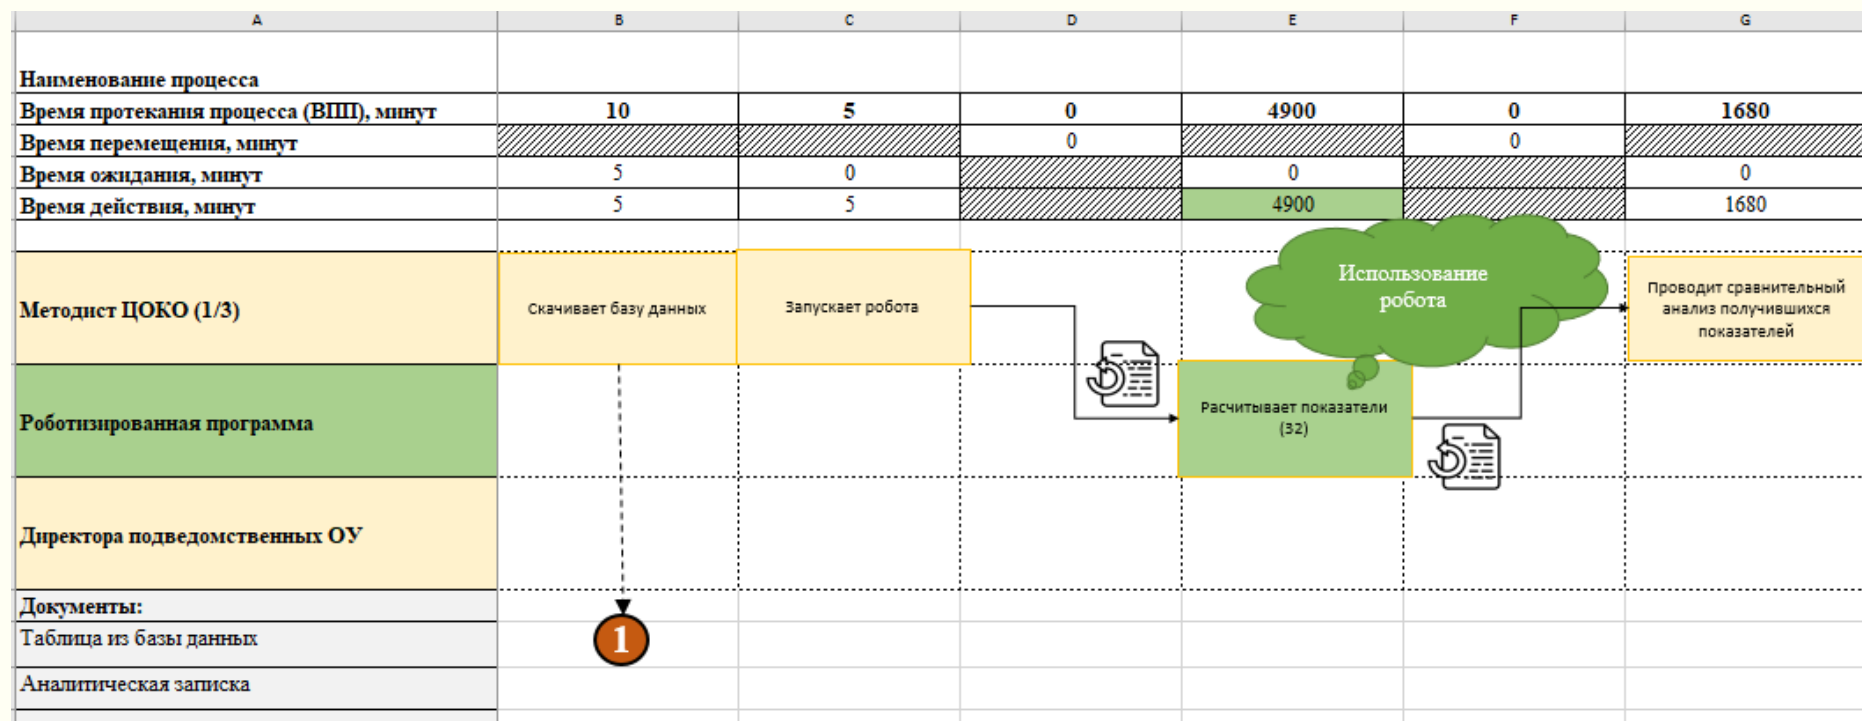 A B C D E F G
Наименование процесса
Время протекания процесса (ВПП), минут 10 5 0 4900 0 1680
Время перемещения, минут 0 0
Время ожидания, минут 5 0 0 0
Время действия, минут 5 5 4900 1680
Методист ЦОКО (1/3)
Скачивает базу данных
Запускает робота
Использование
робота
Проводит сравнительный
анализ получившихся
показателей
Роботизированная программа
Расчитывает показатели
(32)
Директора подведомственных ОУ
Документы:
Таблица из базы данных
1
Аналитическая записка